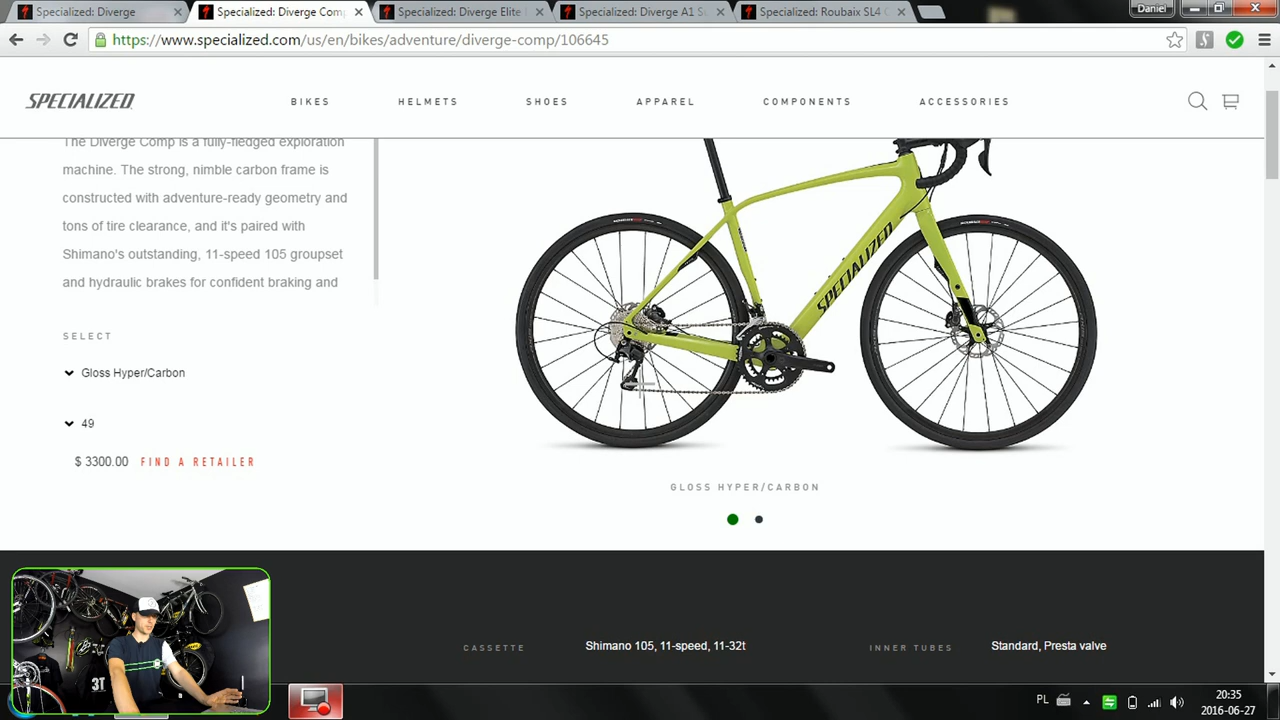 Specialized: Diverge
Specialized: Diverge Com
Specialized: Diverge Elite
Specialized: Diverge A1 S
Specialized: Roubaix SL4
Daniel
https://www.specialized.com/us/en/bikes/adventure/diverge-comp/106645
SPECIALIZED
BIKES
HELMETS
SHOES
APPAREL
COMPONENTS
ACCESSORIES
The Diverge Comp is a fully-fledged exploration
machine. The strong, nimble carbon frame is
constructed with adventure-ready geometry and
tons of tire clearance, and it's paired with
Shimano's outstanding, 11-speed 105 groupset
and hydraulic brakes for confident braking and
SELECT
Gloss Hyper/Carbon
49
$ 3300.00 FIND A RETAILER
SPECIALIZED
GLOSS HYPER/CARBON
CASSETTE
Shimano 105, 11-speed, 11-32t
INNER TUBES
Standard, Presta valve
3T
PL
20:35
2016-06-27